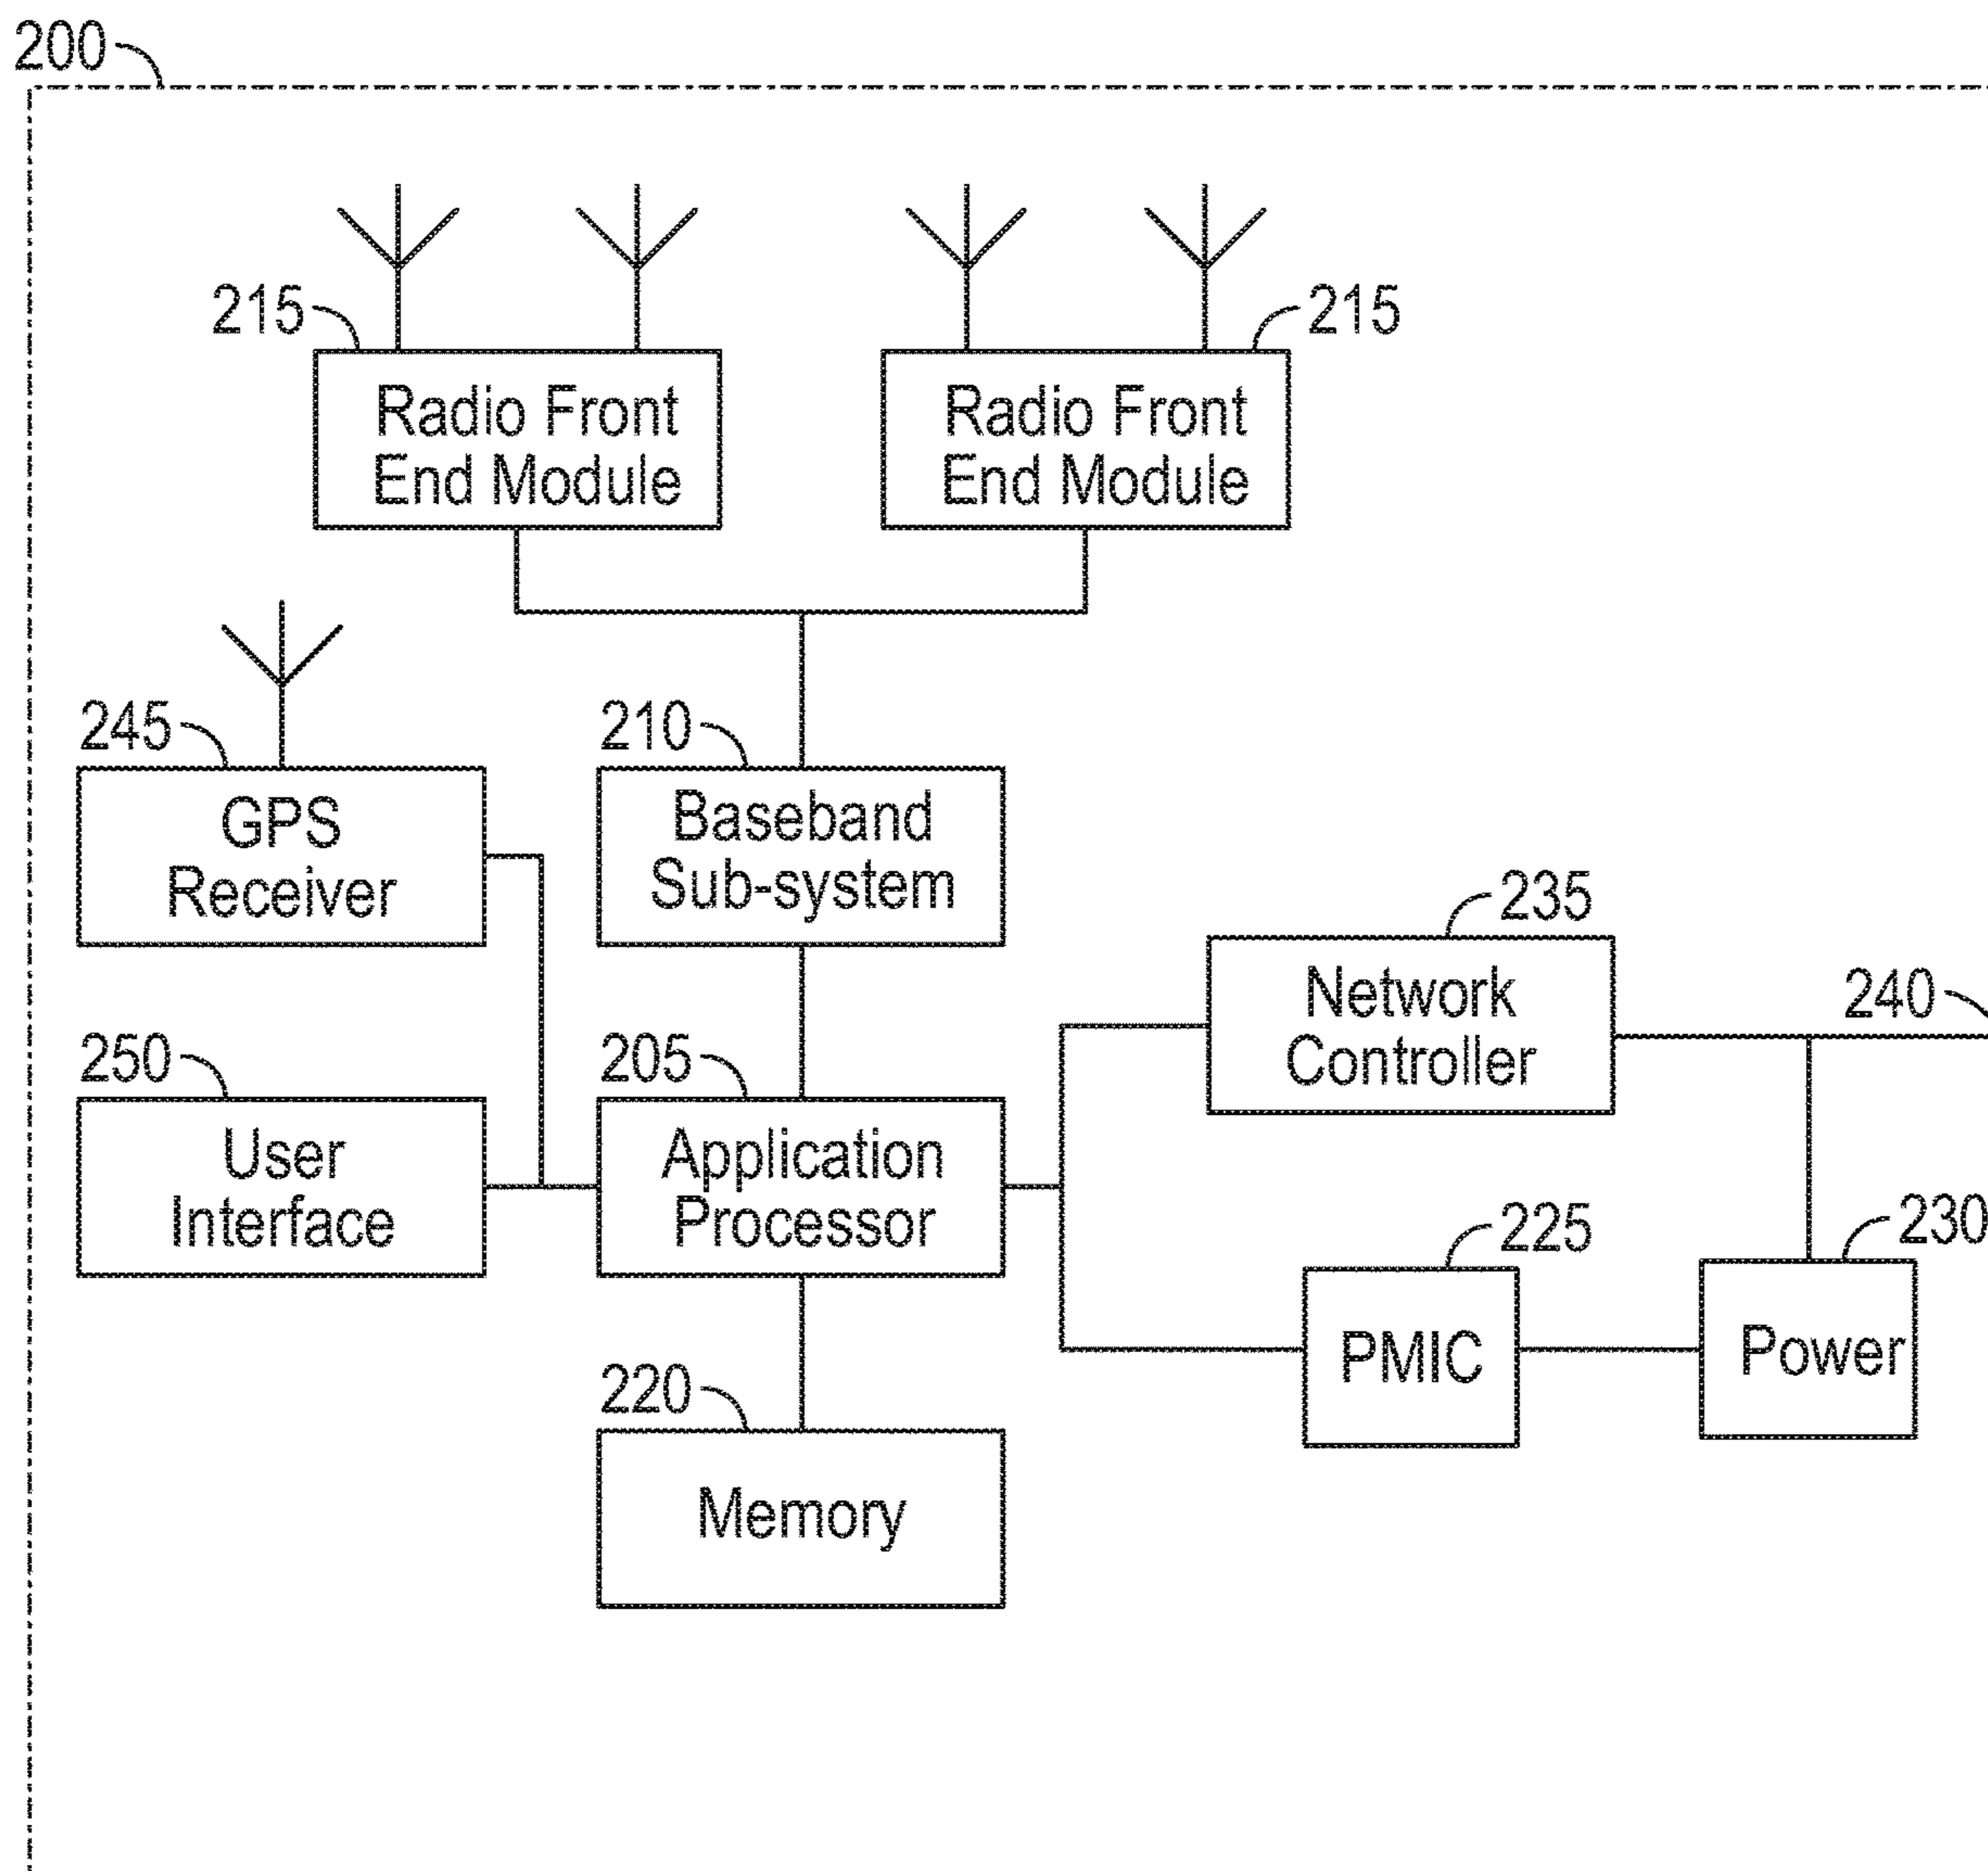 200
215
215
Radio Front
End Module
Radio Front
End Module
245
210
GPS
Receiver
Baseband
Sub-system
235
Network
Controller
240
250
205
User
Interface
Application
Processor
225
230
PMIC
Power
220
Memory